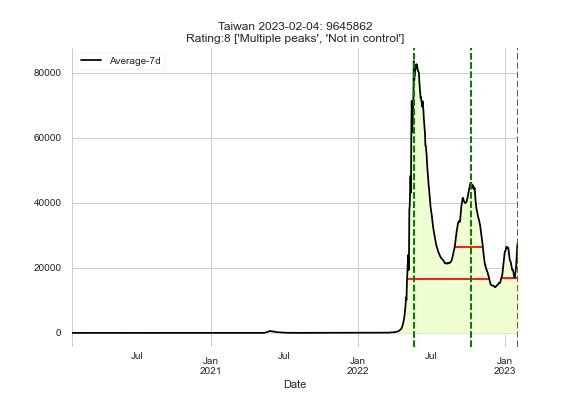 Taiwan 2023-02-04: 9645862
Rating:8 ['Multiple peaks', 'Not in control']
Average-7d
80000
60000
40000
20000
0
Jul
Jan
2021
Jul
Jan
2022
Jul
Jan
2023
Date